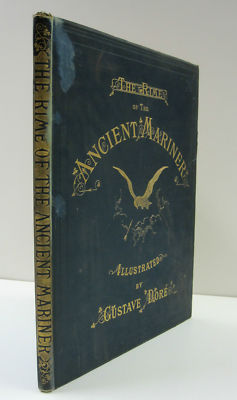 THE RIME OF THE ANCIENT MARINER
THE RIME
OF THE
ANCIENT MARINER
ILLUSTRATED
BY
GUSTAVE DORÉ